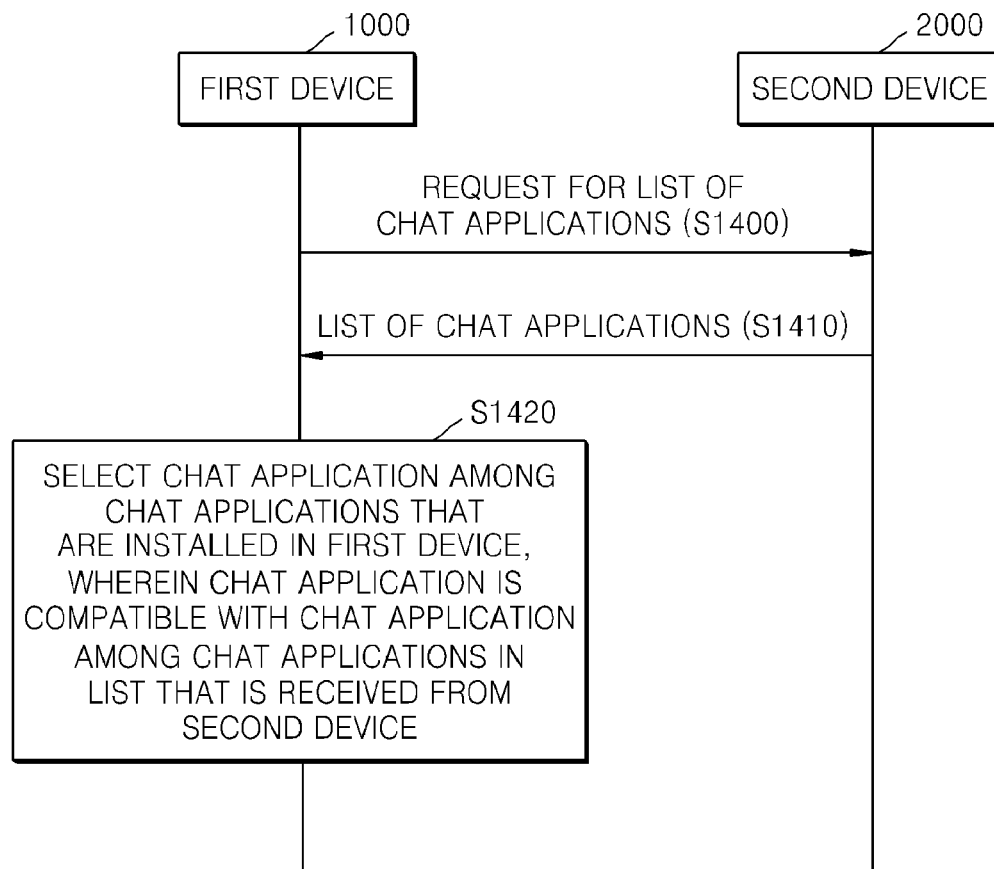 1000
2000
FIRST DEVICE
SECOND DEVICE
REQUEST FOR LIST OF
CHAT APPLICATIONS (S1400)
LIST OF CHAT APPLICATIONS (S1410)
S1420
SELECT CHAT APPLICATION AMONG
CHAT APPLICATIONS THAT
ARE INSTALLED IN FIRST DEVICE,
WHEREIN CHAT APPLICATION IS
COMPATIBLE WITH CHAT APPLICATION
AMONG CHAT APPLICATIONS IN
LIST THAT IS RECEIVED FROM
SECOND DEVICE